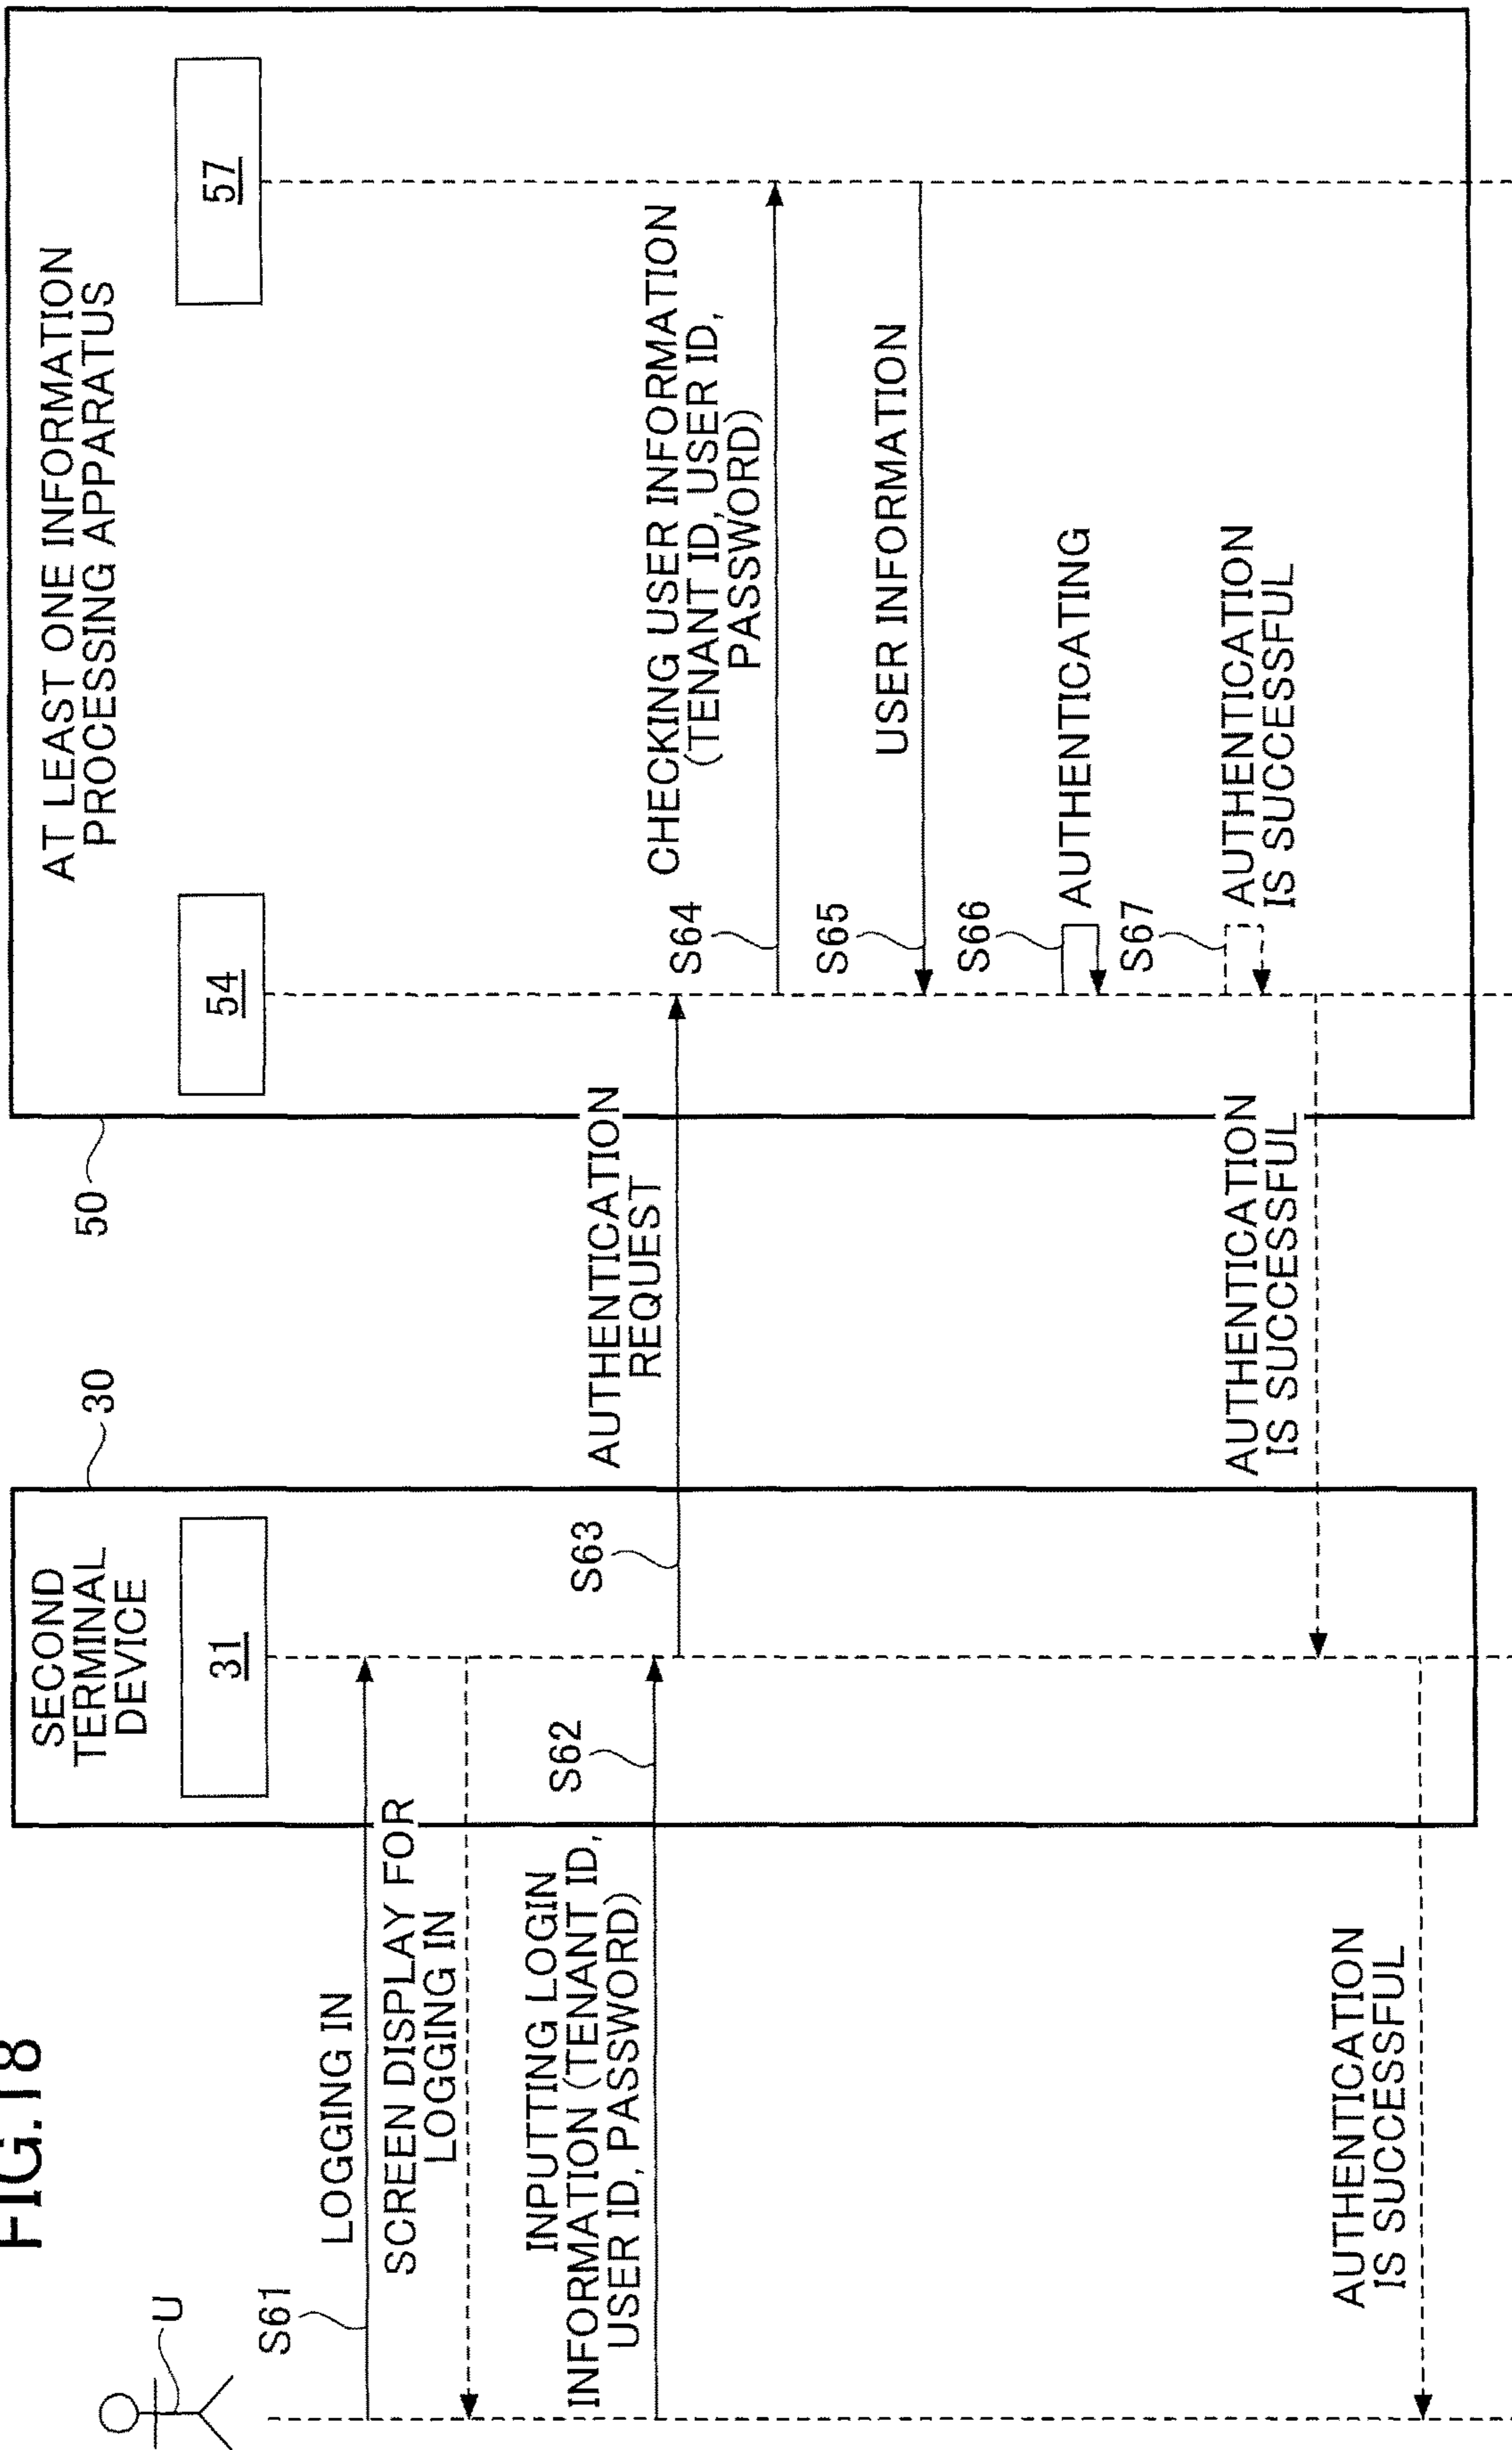 FIG.18
U
SECOND
TERMINAL
DEVICE
30
31
50
AT LEAST ONE INFORMATION
PROCESSING APPARATUS
54
57
S61
LOGGING IN
SCREEN DISPLAY FOR
LOGGING IN
INPUTTING LOGIN
INFORMATION (TENANT ID,
USER ID, PASSWORD)
S62
S63
AUTHENTICATION
REQUEST
S64
CHECKING USER INFORMATION
(TENANT ID, USER ID,
PASSWORD)
S65
USER INFORMATION
S66
AUTHENTICATING
S67
AUTHENTICATION
IS SUCCESSFUL
AUTHENTICATION
IS SUCCESSFUL
AUTHENTICATION
IS SUCCESSFUL